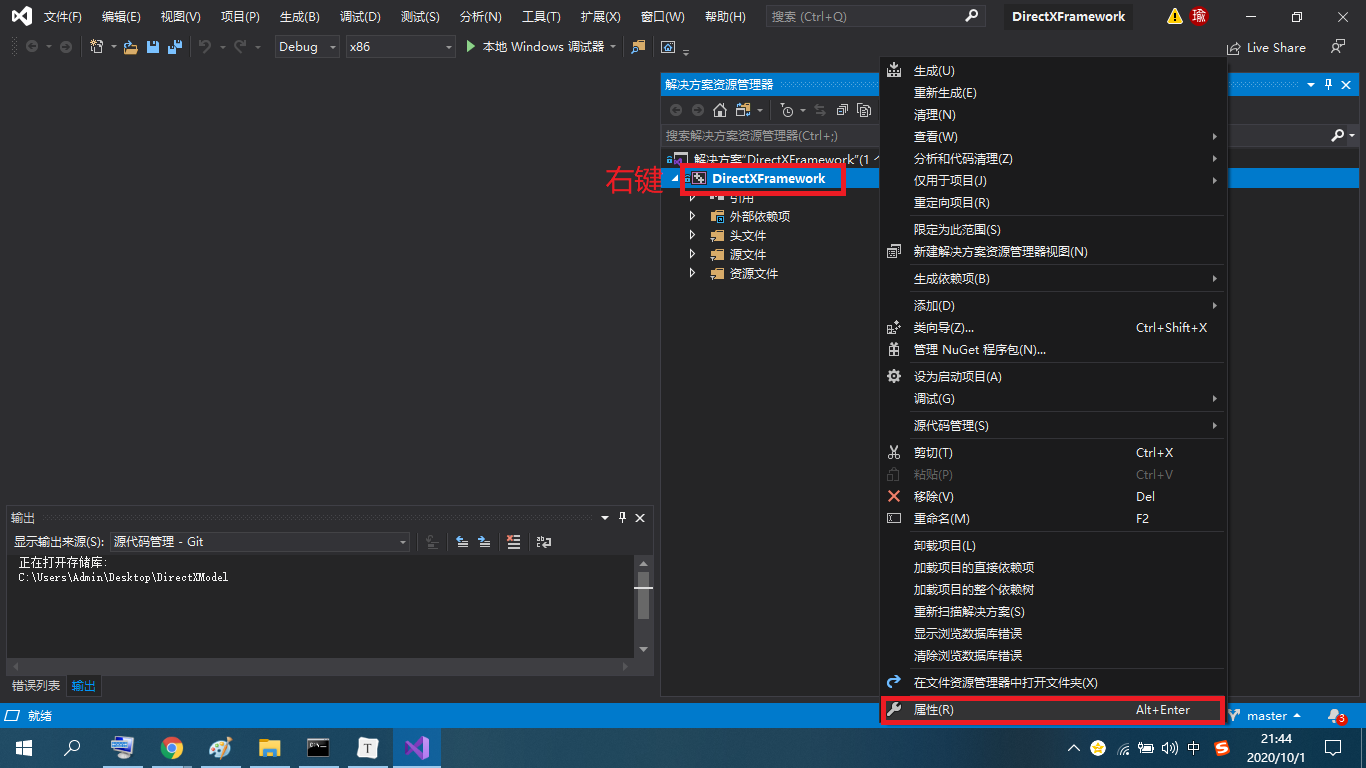 文件(F) 编辑(E) 视图(V) 项目(P) 生成(B) 调试(D) 测试(S) 分析(N) 工具(T) 扩展(X) 窗口(W) 帮助(H) 搜索 (Ctrl+Q) DirectXFramework 瑜
Debug x86 本地 Windows 调试器 Live Share
解决方案资源管理器
搜索解决方案资源管理器(Ctrl+;)
解决方案"DirectXFramework"(1
右键
DirectXFramework
引用
外部依赖项
头文件
源文件
资源文件
生成(U)
重新生成(E)
清理(N)
查看(W)
分析和代码清理(Z)
仅用于项目(J)
重定向项目(R)
限定为此范围(S)
新建解决方案资源管理器视图(N)
生成依赖项(B)
添加(D)
类向导(Z)... Ctrl+Shift+X
管理 NuGet 程序包(N)...
设为启动项目(A)
调试(G)
源代码管理(S)
剪切(T) Ctrl+X
粘贴(P) Ctrl+V
移除(V) Del
重命名(M) F2
卸载项目(L)
加载项目的直接依赖项
加载项目的整个依赖树
重新扫描解决方案(S)
显示浏览数据库错误
清除浏览数据库错误
在文件资源管理器中打开文件夹(X)
属性(R) Alt+Enter
输出
显示输出来源(S): 源代码管理 - Git
正在打开存储库:
C:\Users\Admin\Desktop\DirectXModel
错误列表 输出
就绪 master 3
T 中 S 21:44
2020/10/1